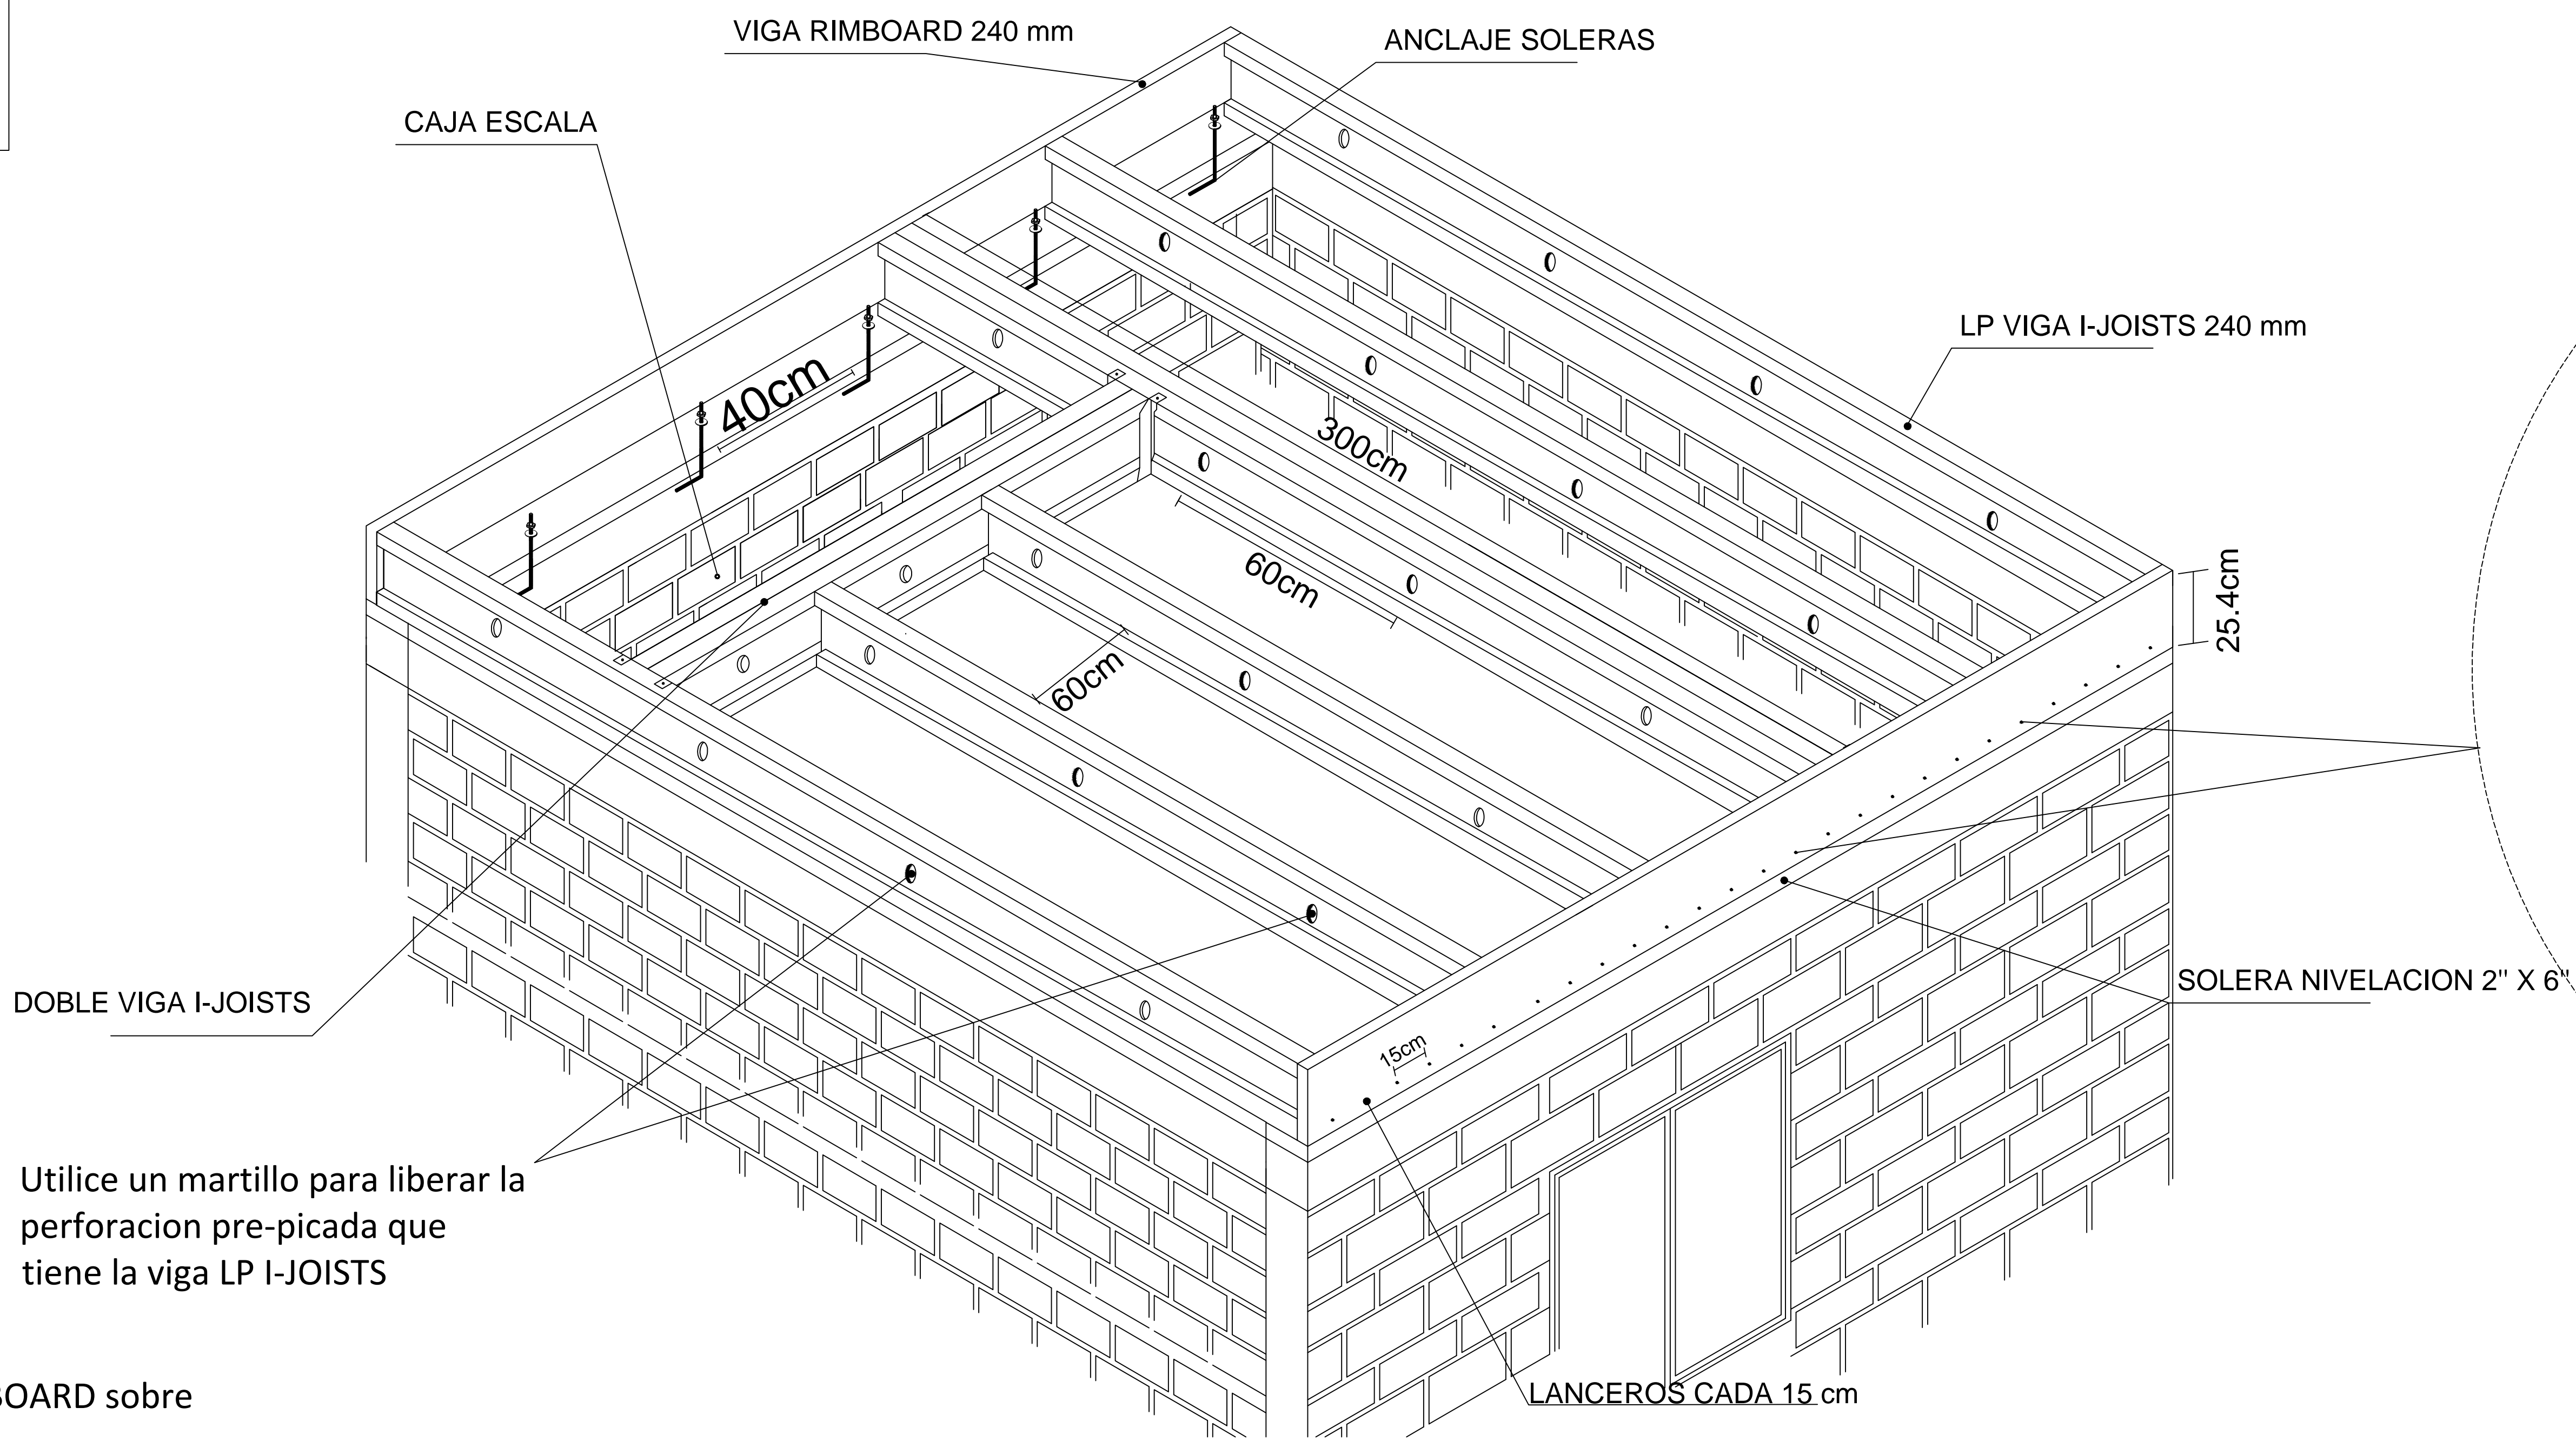 VIGA RIMBOARD 240 mm
ANCLAJE SOLERAS
CAJA ESCALA
LP VIGA I-JOISTS 240 mm
40cm
300cm
60cm
60cm
25.4cm
DOBLE VIGA I-JOISTS
SOLERA NIVELACION 2" X 6"
15cm
Utilice un martillo para liberar la
perforacion pre-picada que
tiene la viga LP I-JOISTS
LANCEROS CADA 15 cm
BOARD sobre